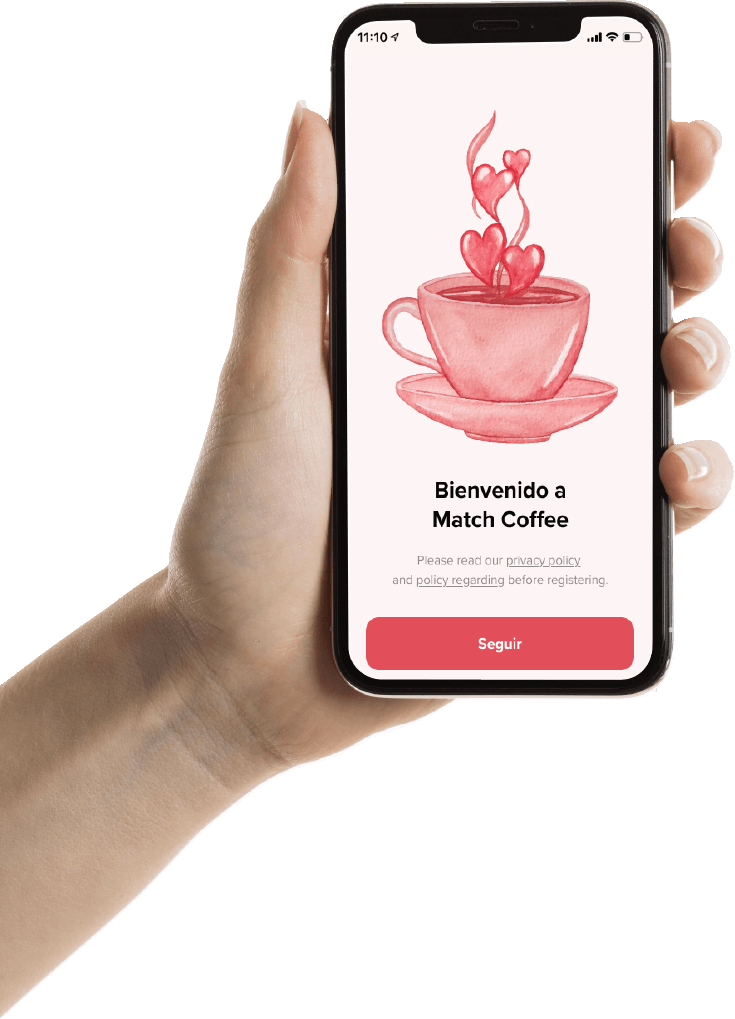 11:10
Bienvenido a
Match Coffee
Please read our privacy policy
and policy regarding before registering.
Seguir